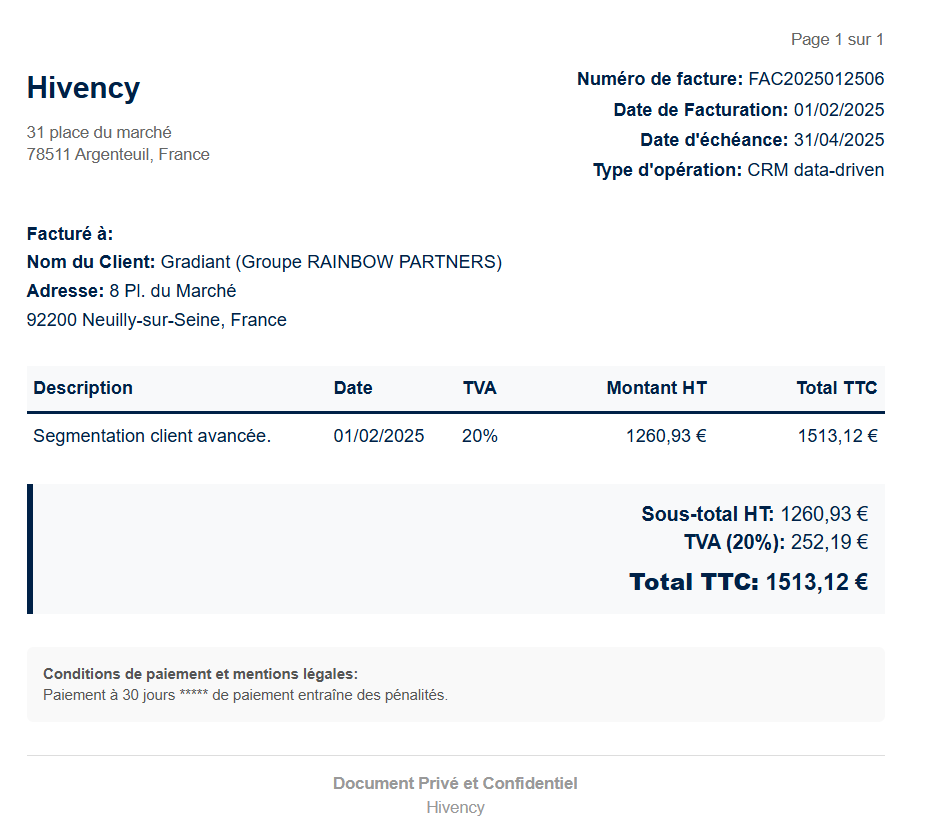 Page 1 sur 1
Hivency
31 place du marché
78511 Argenteuil, France
Numéro de facture: FAC2025012506
Date de Facturation: 01/02/2025
Date d'échéance: 31/04/2025
Type d'opération: CRM data-driven
Facturé à:
Nom du Client: Gradiant (Groupe RAINBOW PARTNERS)
Adresse: 8 Pl. du Marché
92200 Neuilly-sur-Seine, France
Description Date TVA Montant HT Total TTC
Segmentation client avancée. 01/02/2025 20% 1260,93 € 1513,12 €
Sous-total HT: 1260,93 €
TVA (20%): 252,19 €
Total TTC: 1513,12 €
Conditions de paiement et mentions légales:
Paiement à 30 jours ***** de paiement entraîne des pénalités.
Document Privé et Confidentiel
Hivency